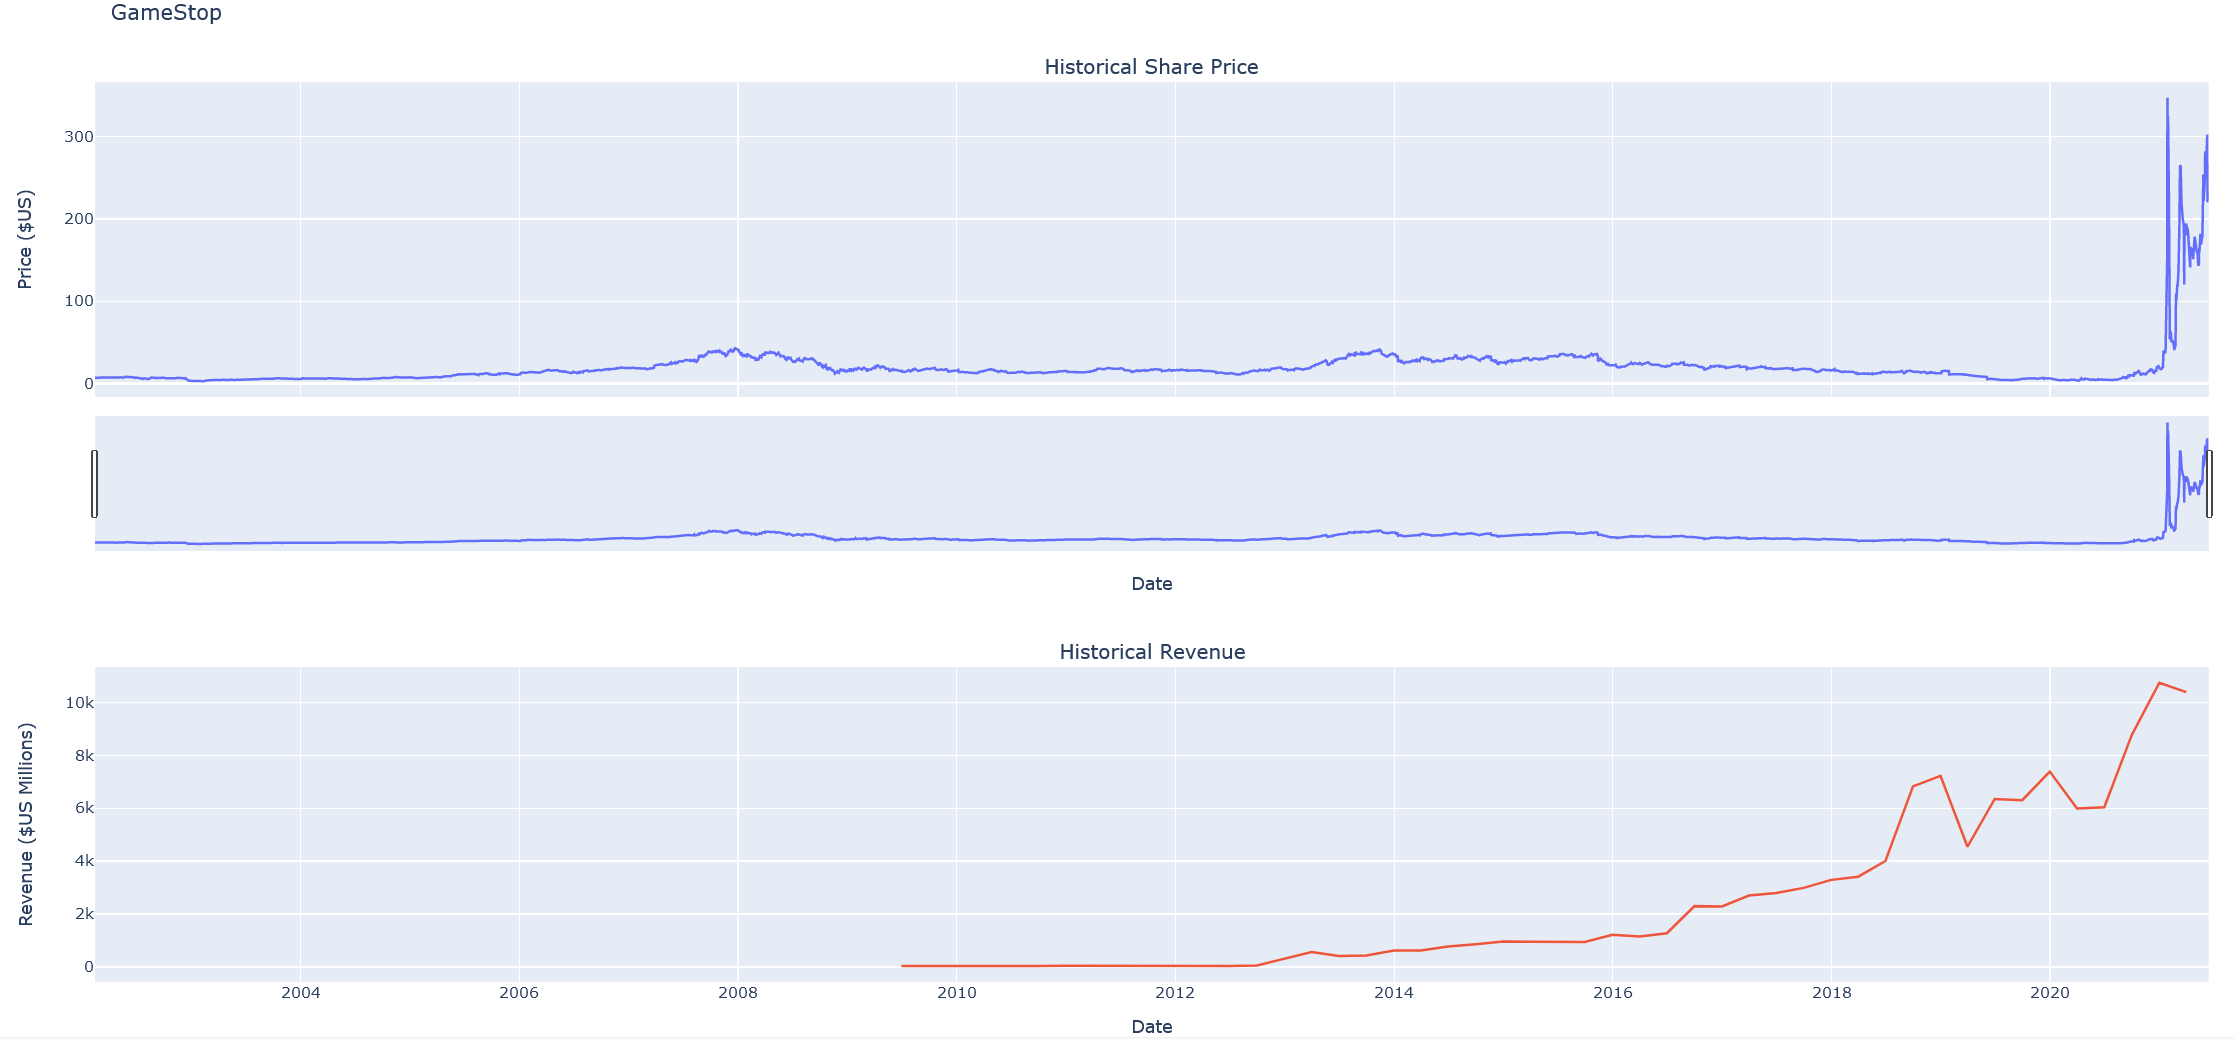 GameStop
Historical Share Price
Price ($US)
300
200
100
0
Date
Historical Revenue
Revenue ($US Millions)
10k
8k
6k
4k
2k
0
2004 2006 2008 2010 2012 2014 2016 2018 2020
Date